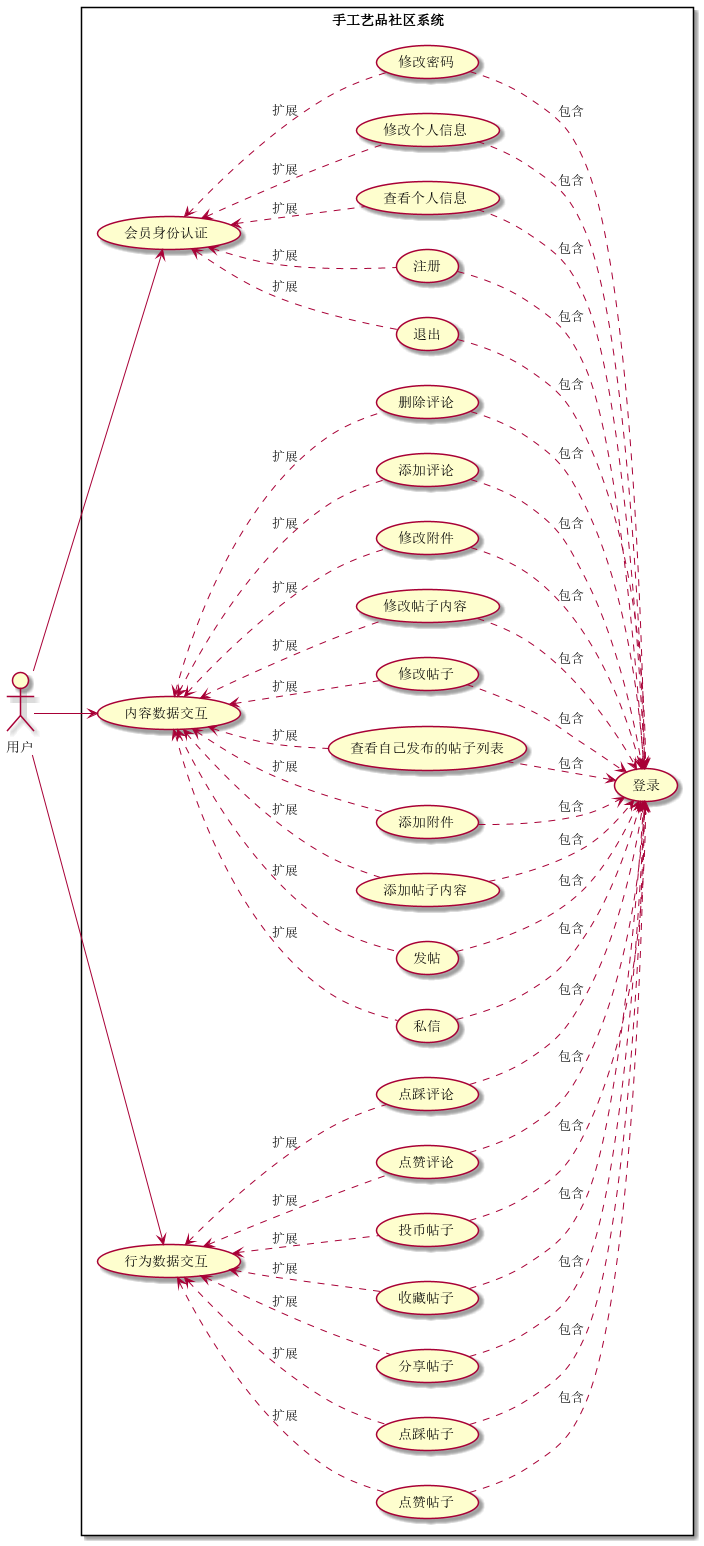 手工艺品社区系统
修改密码
扩展
包含
修改个人信息
扩展
包含
查看个人信息
扩展
包含
会员身份认证
扩展
注册
扩展
包含
退出
包含
删除评论
扩展
包含
添加评论
扩展
包含
修改附件
扩展
包含
修改帖子内容
扩展
包含
修改帖子
扩展
包含
用户
内容数据交互
扩展
查看自己发布的帖子列表
包含
扩展
登录
添加附件
包含
扩展
包含
添加帖子内容
扩展
包含
发帖
扩展
包含
私信
包含
点踩评论
扩展
包含
点赞评论
扩展
包含
投币帖子
扩展
包含
行为数据交互
扩展
收藏帖子
包含
扩展
分享帖子
包含
扩展
点踩帖子
包含
扩展
点赞帖子